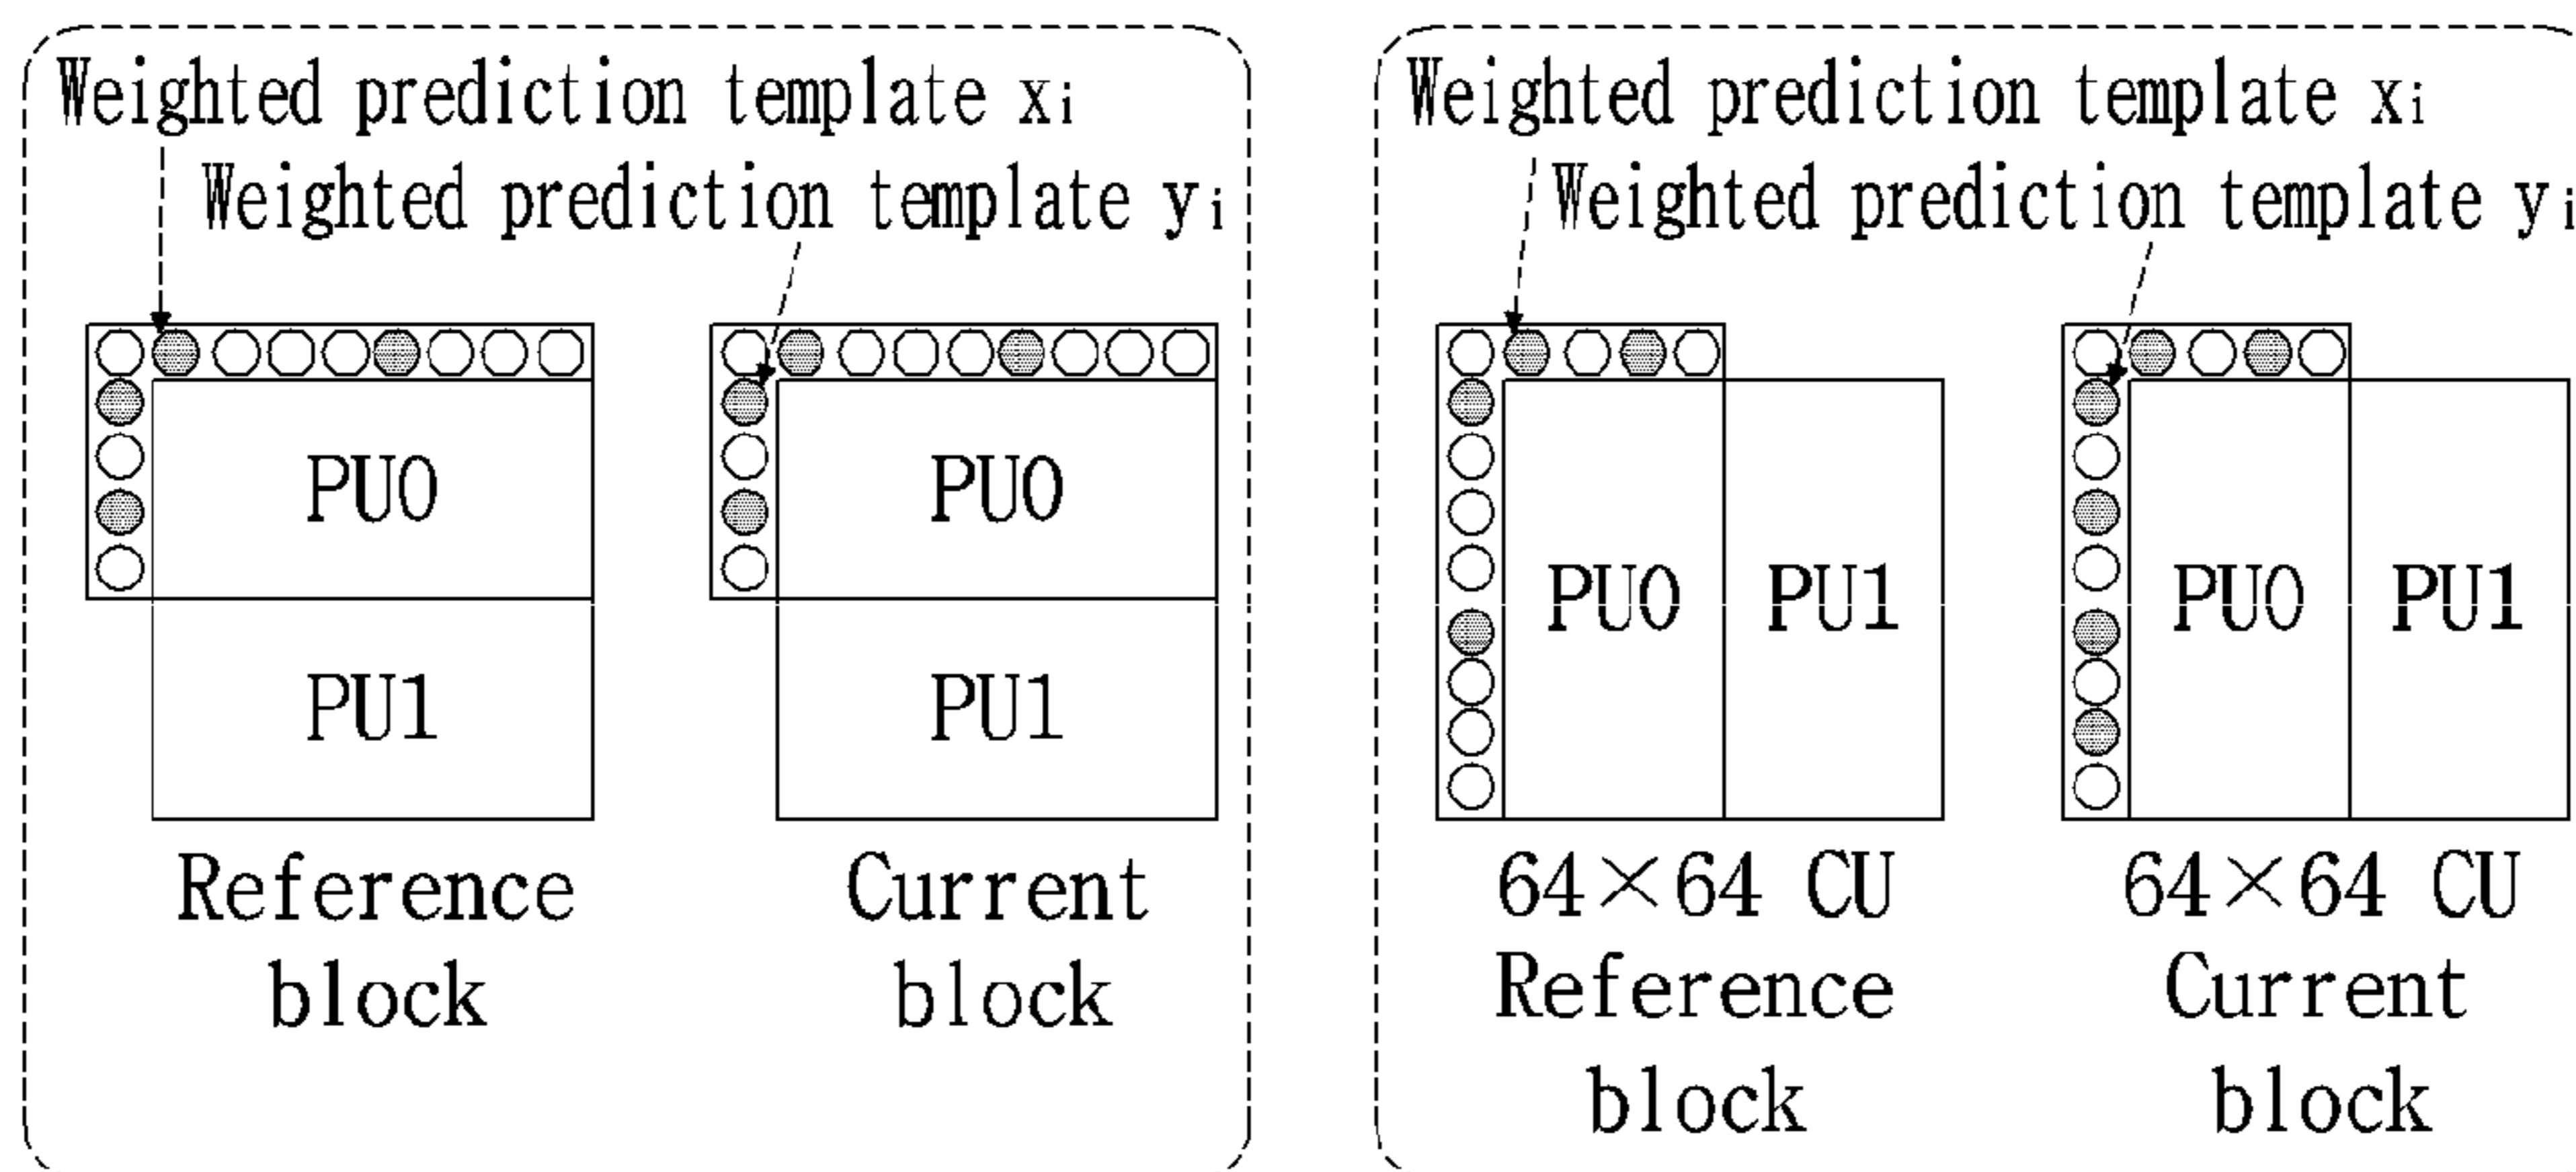 Weighted prediction template xi
Weighted prediction template yi
PU0
PU1
Reference
block
PU0
PU1
Current
block
Weighted prediction template xi
Weighted prediction template yi
PU0 PU1
64×64 CU
Reference
block
PU0 PU1
64×64 CU
Current
block